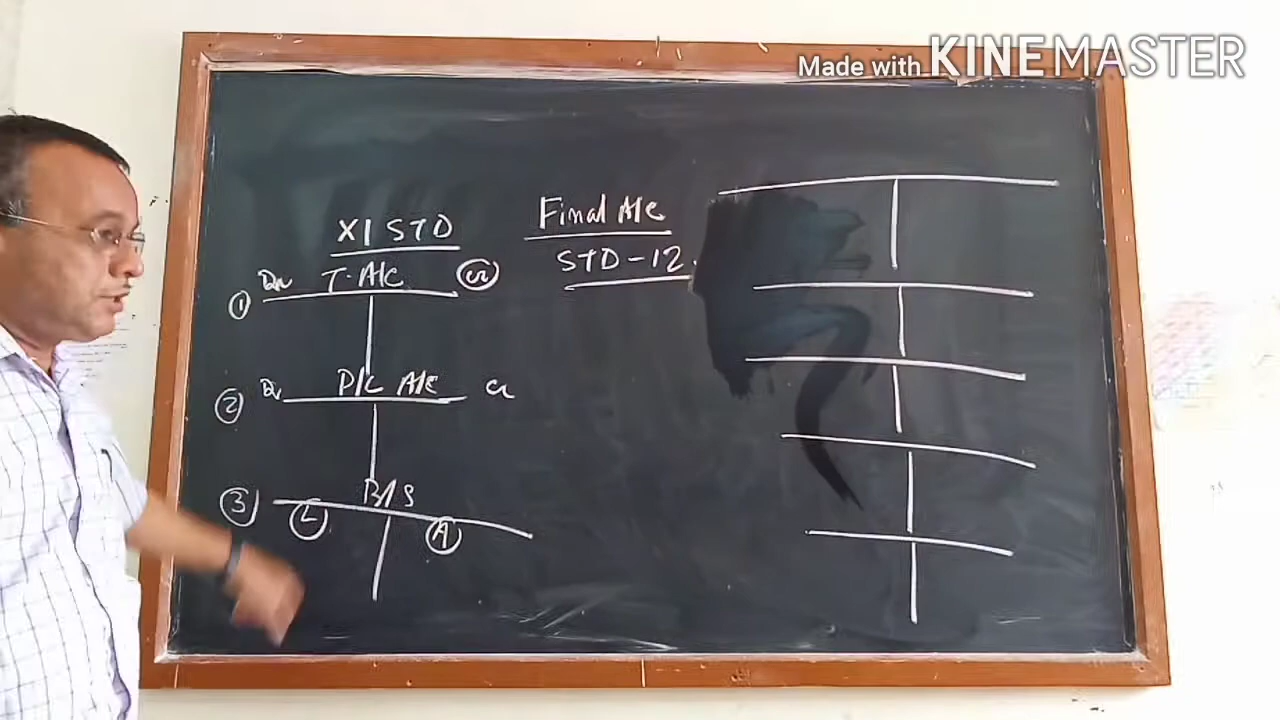 Made with KINEMASTER
Final A/c
XI STD
STD-12.
Dr T. A/c Cr
①
Dr P/L A/c Cr
②
B/S
③
L A